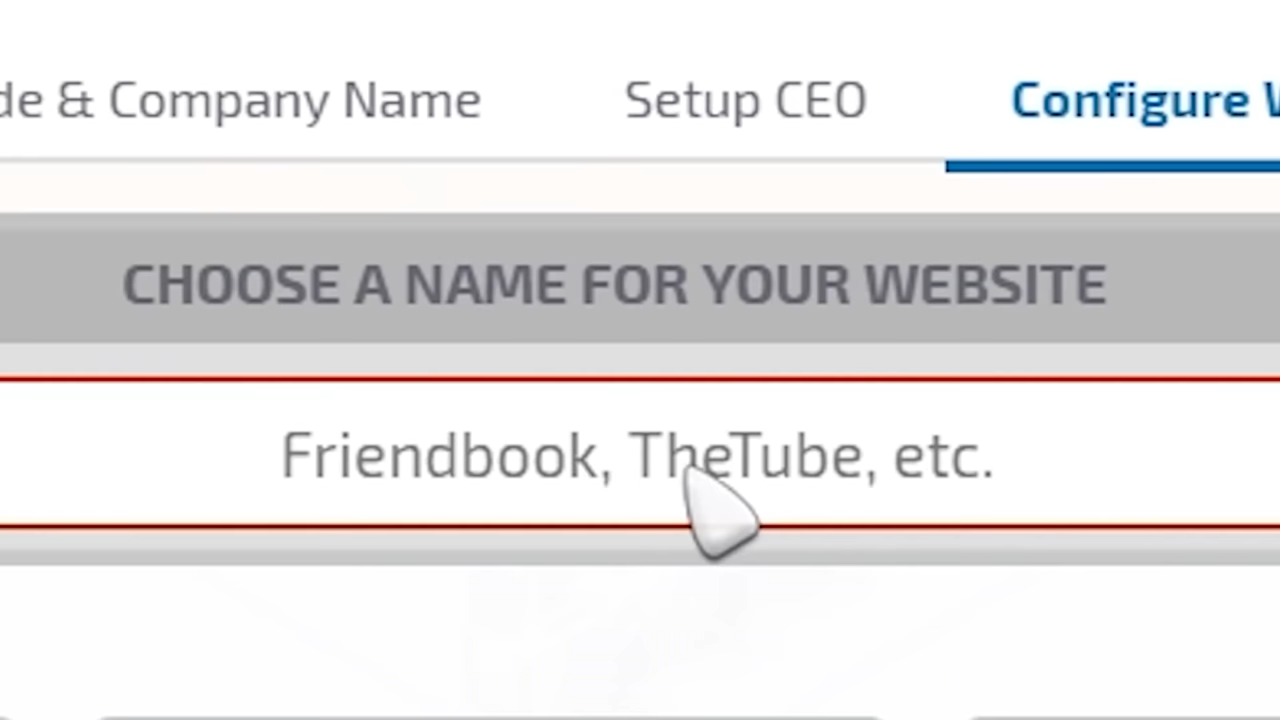 de & Company Name Setup CEO Configure
CHOOSE A NAME FOR YOUR WEBSITE
Friendbook, TheTube, etc.